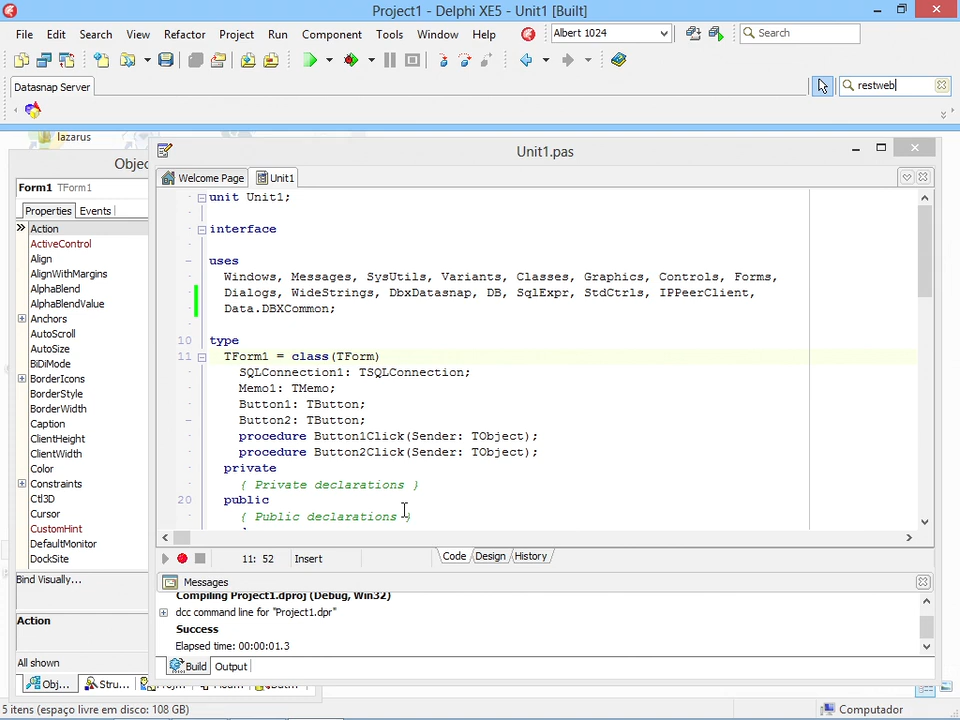 Project1 - Delphi XE5 - Unit1 [Built]
File Edit Search View Refactor Project Run Component Tools Window Help Albert 1024 Search
Datasnap Server restweb
lazarus
Unit1.pas
Form1 TForm1
Properties Events
Action
ActiveControl
Align
AlignWithMargins
AlphaBlend
AlphaBlendValue
Anchors
AutoScroll
AutoSize
BiDiMode
BorderIcons
BorderStyle
BorderWidth
Caption
ClientHeight
ClientWidth
Color
Constraints
Ctl3D
Cursor
CustomHint
DefaultMonitor
DockSite
Bind Visually...
Action
All shown
Obj... Stru...
Welcome Page Unit1
unit Unit1;
interface
uses
Windows, Messages, SysUtils, Variants, Classes, Graphics, Controls, Forms,
Dialogs, WideStrings, DbxDatasnap, DB, SqlExpr, StdCtrls, IPPeerClient,
Data.DBXCommon;
10 type
11 TForm1 = class(TForm)
SQLConnection1: TSQLConnection;
Memo1: TMemo;
Button1: TButton;
Button2: TButton;
procedure Button1Click(Sender: TObject);
procedure Button2Click(Sender: TObject);
private
{ Private declarations }
20 public
{ Public declarations }
11: 52 Insert Code Design History
Messages
Compiling Project1.dproj (Debug, Win32)
dcc command line for "Project1.dpr"
Success
Elapsed time: 00:00:01.3
Build Output
5 itens (espaço livre em disco: 108 GB) Computador